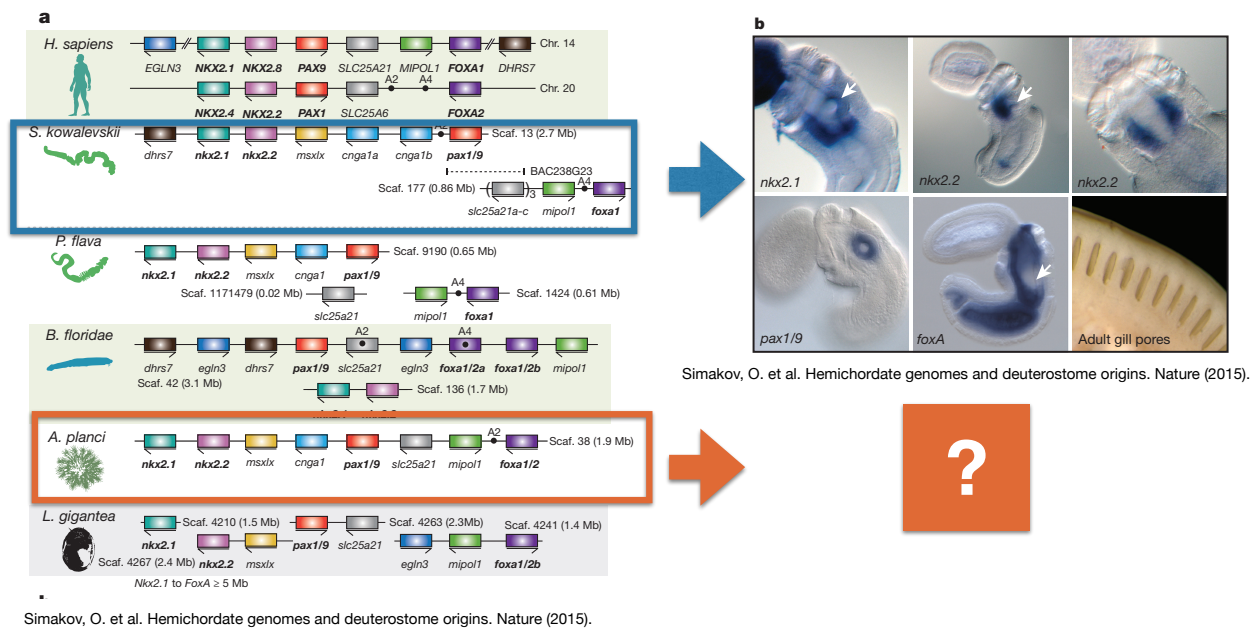 a
H. sapiens
Chr. 14
EGLN3 NKX2.1 NKX2.8 PAX9 SLC25A21 MIPOL1 FOXA1 DHRS7
A2 A4
Chr. 20
NKX2.4 NKX2.2 PAX1 SLC25A6 FOXA2
S. kowalevskii
Scaf. 13 (2.7 Mb)
dhrs7 nkx2.1 nkx2.2 msxlx cnga1a cnga1b pax1/9
BAC238G23
Scaf. 177 (0.86 Mb) ( ) 3 A4
slc25a21a-c mipol1 foxa1
P. flava
Scaf. 9190 (0.65 Mb)
nkx2.1 nkx2.2 msxlx cnga1 pax1/9
Scaf. 1171479 (0.02 Mb) A4 Scaf. 1424 (0.61 Mb)
slc25a21 mipol1 foxa1
B. floridae
A2 A4
dhrs7 egln3 dhrs7 pax1/9 slc25a21 egln3 foxa1/2a foxa1/2b mipol1
Scaf. 42 (3.1 Mb)
Scaf. 136 (1.7 Mb)
A. planci
A2
Scaf. 38 (1.9 Mb)
nkx2.1 nkx2.2 msxlx cnga1 pax1/9 slc25a21 mipol1 foxa1/2
L. gigantea
Scaf. 4210 (1.5 Mb) Scaf. 4263 (2.3Mb) Scaf. 4241 (1.4 Mb)
nkx2.1 pax1/9 slc25a21
Scaf. 4267 (2.4 Mb) nkx2.2 msxlx egln3 mipol1 foxa1/2b
Nkx2.1 to FoxA ≥ 5 Mb
Simakov, O. et al. Hemichordate genomes and deuterostome origins. Nature (2015).
b
nkx2.1 nkx2.2 nkx2.2
pax1/9 foxA Adult gill pores
Simakov, O. et al. Hemichordate genomes and deuterostome origins. Nature (2015).
?